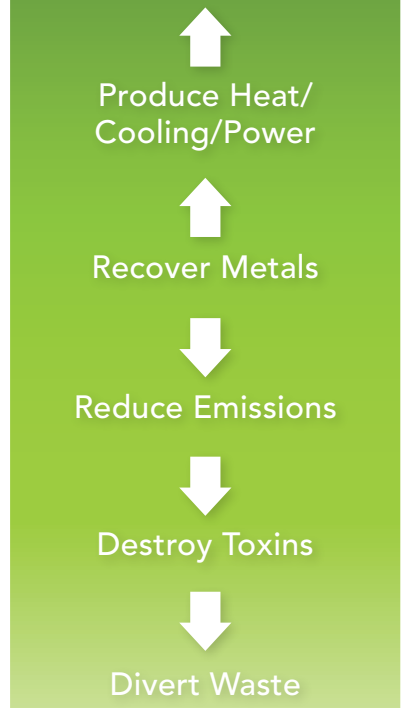 Produce Heat/
Cooling/Power
Recover Metals
Reduce Emissions
Destroy Toxins
Divert Waste